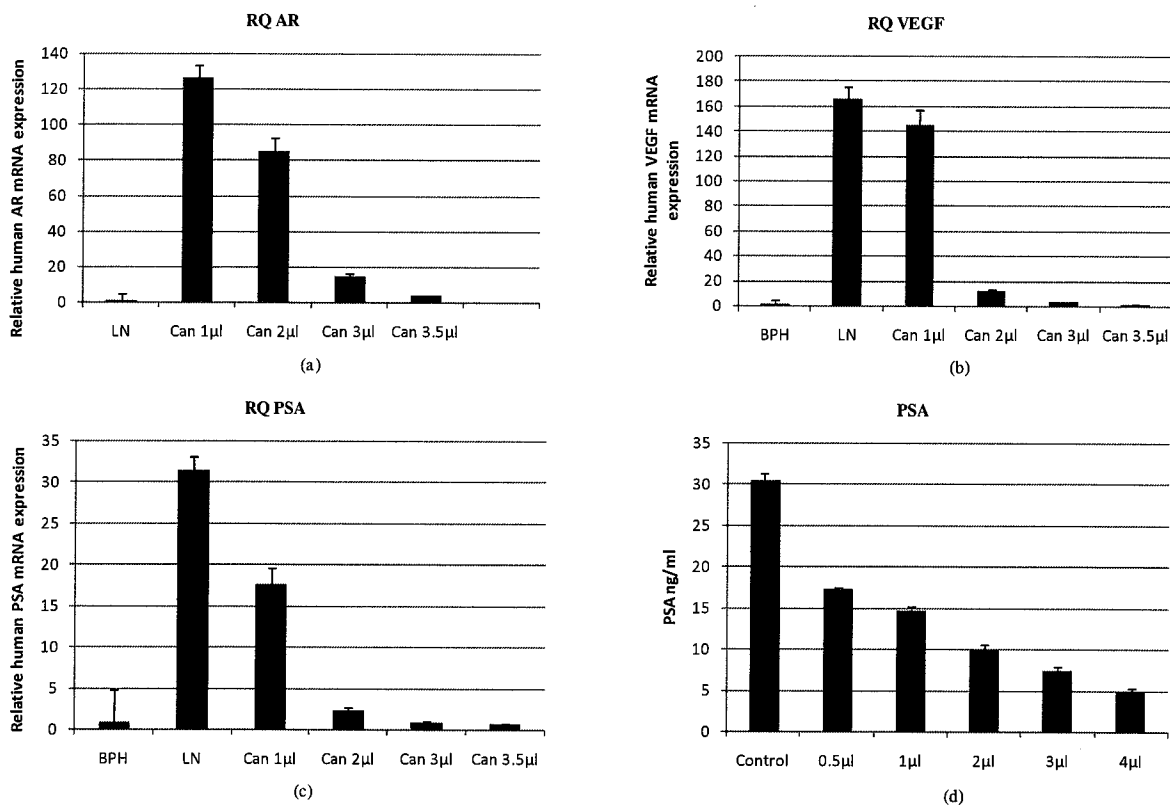 RQ AR
Relative human AR mRNA expression
140
120
100
80
60
40
20
0
LN Can 1µl Can 2µl Can 3µl Can 3.5µl
(a)
RQ VEGF
Relative human VEGF mRNA
expression
200
180
160
140
120
100
80
60
40
20
0
BPH LN Can 1µl Can 2µl Can 3µl Can 3.5µl
(b)
RQ PSA
Relative human PSA mRNA expression
35
30
25
20
15
10
5
0
BPH LN Can 1µl Can 2µl Can 3µl Can 3.5µl
(c)
PSA
PSA ng/ml
35
30
25
20
15
10
5
0
Control 0.5µl 1µl 2µl 3µl 4µl
(d)